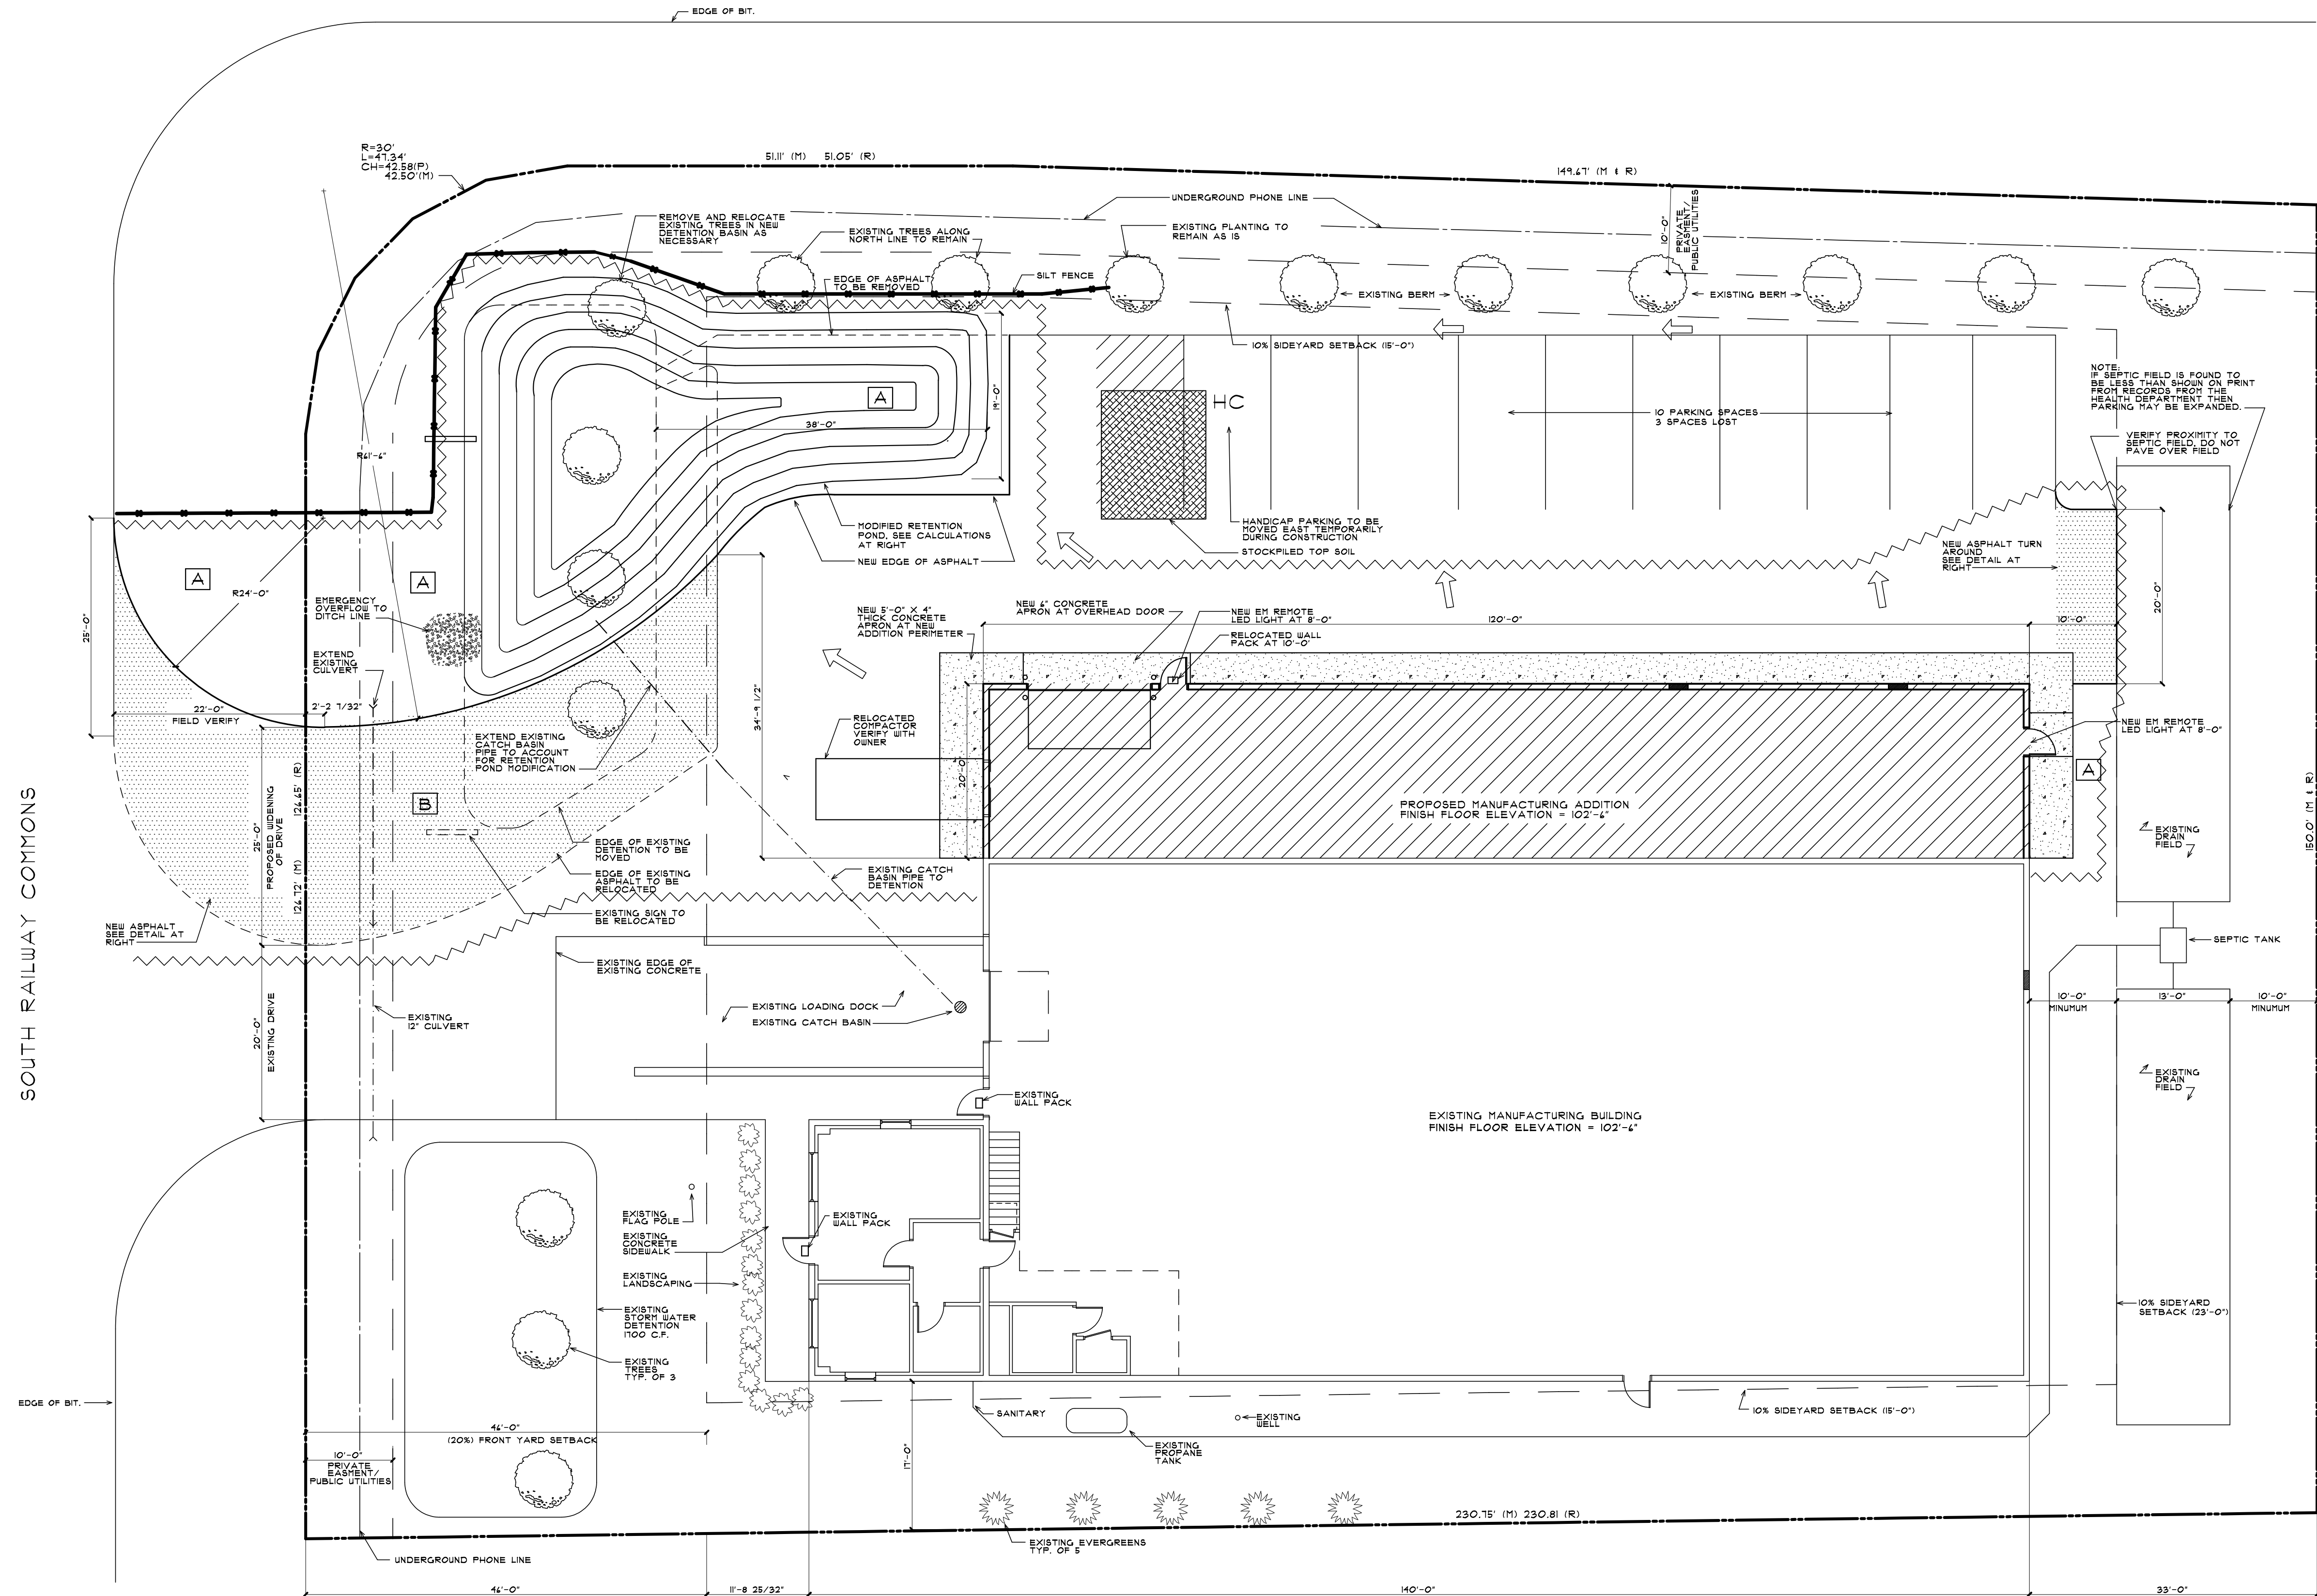 EDGE OF BIT.
R=30'
L=47.34'
CH=42.58(P)
42.50'(M)
51.11' (M) 51.05' (R)
149.67' (M & R)
UNDERGROUND PHONE LINE
REMOVE AND RELOCATE
EXISTING TREES IN NEW
DETENTION BASIN AS
NECESSARY
EXISTING TREES ALONG
NORTH LINE TO REMAIN
EXISTING PLANTING TO
REMAIN AS IS
10'-0"
PRIVATE
EASMENT/
PUBLIC UTILITIES
EDGE OF ASPHALT
TO BE REMOVED
SILT FENCE
EXISTING BERM
EXISTING BERM
10% SIDEYARD SETBACK (15'-0")
NOTE:
IF SEPTIC FIELD IS FOUND TO
BE LESS THAN SHOWN ON PRINT
FROM RECORDS FROM THE
HEALTH DEPARTMENT THEN
PARKING MAY BE EXPANDED.
A
19'-0"
38'-0"
HC
10 PARKING SPACES
3 SPACES LOST
VERIFY PROXIMITY TO
SEPTIC FIELD, DO NOT
PAVE OVER FIELD
R61'-6"
MODIFIED RETENTION
POND, SEE CALCULATIONS
AT RIGHT
NEW EDGE OF ASPHALT
HANDICAP PARKING TO BE
MOVED EAST TEMPORARILY
DURING CONSTRUCTION
STOCKPILED TOP SOIL
NEW ASPHALT TURN
AROUND
SEE DETAIL AT
RIGHT
20'-0"
A
A
R24'-0"
25'-0"
EMERGENCY
OVERFLOW TO
DITCH LINE
EXTEND
EXISTING
CULVERT
NEW 5'-0" X 4"
THICK CONCRETE
APRON AT NEW
ADDITION PERIMETER
NEW 6" CONCRETE
APRON AT OVERHEAD DOOR
NEW EM REMOTE
LED LIGHT AT 8'-0"
RELOCATED WALL
PACK AT 10'-0'
120'-0"
10'-0"
22'-0"
FIELD VERIFY
2'-2 7/32"
34'-9 1/2"
EXTEND EXISTING
CATCH BASIN
PIPE TO ACCOUNT
FOR RETENTION
POND MODIFICATION
RELOCATED
COMPACTOR
VERIFY WITH
OWNER
20'-0"
NEW EM REMOTE
LED LIGHT AT 8'-0"
A
150.0' (M & R)
SOUTH RAILWAY COMMONS
B
25'-0"
PROPOSED WIDENING
OF DRIVE
126.72' (M) 126.65' (R)
PROPOSED MANUFACTURING ADDITION
FINISH FLOOR ELEVATION = 102'-6"
EXISTING
DRAIN
FIELD
EDGE OF EXISTING
DETENTION TO BE
MOVED
EDGE OF EXISTING
ASPHALT TO BE
RELOCATED
EXISTING SIGN TO
BE RELOCATED
EXISTING CATCH
BASIN PIPE TO
DETENTION
NEW ASPHALT
SEE DETAIL AT
RIGHT
SEPTIC TANK
EXISTING EDGE OF
EXISTING CONCRETE
EXISTING LOADING DOCK
EXISTING CATCH BASIN
20'-0"
EXISTING DRIVE
EXISTING
12" CULVERT
10'-0"
MINUMUM
13'-0"
10'-0"
MINUMUM
EXISTING
DRAIN
FIELD
EXISTING
WALL PACK
EXISTING MANUFACTURING BUILDING
FINISH FLOOR ELEVATION = 102'-6"
EXISTING
FLAG POLE
EXISTING
CONCRETE
SIDEWALK
EXISTING
WALL PACK
EXISTING
LANDSCAPING
EXISTING
STORM WATER
DETENTION
1700 C.F.
EXISTING
TREES
TYP. OF 3
10% SIDEYARD
SETBACK (23'-0")
EDGE OF BIT.
46'-0"
(20%) FRONT YARD SETBACK
10'-0"
PRIVATE
EASMENT/
PUBLIC UTILITIES
17'-0"
SANITARY
EXISTING
WELL
10% SIDEYARD SETBACK (15'-0")
EXISTING
PROPANE
TANK
230.75' (M) 230.81 (R)
EXISTING EVERGREENS
TYP. OF 5
UNDERGROUND PHONE LINE
46'-0"
11'-8 25/32"
140'-0"
33'-0"